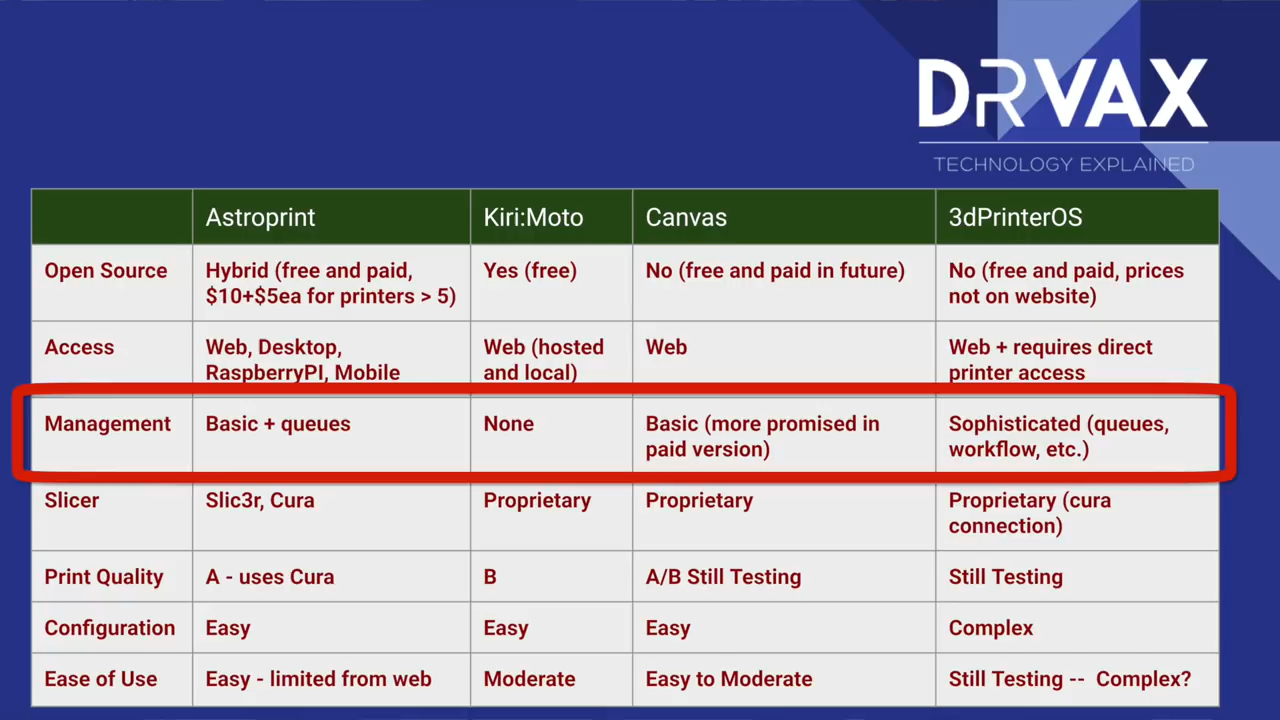 DRVAX
TECHNOLOGY EXPLAINED
Astroprint Kiri:Moto Canvas 3dPrinterOS
Open Source Hybrid (free and paid, Yes (free) No (free and paid in future) No (free and paid, prices
$10+$5ea for printers > 5) not on website)
Access Web, Desktop, Web (hosted Web Web + requires direct
RaspberryPI, Mobile and local) printer access
Management Basic + queues None Basic (more promised in Sophisticated (queues,
paid version) workflow, etc.)
Slicer Slic3r, Cura Proprietary Proprietary Proprietary (cura
connection)
Print Quality A - uses Cura B A/B Still Testing Still Testing
Configuration Easy Easy Easy Complex
Ease of Use Easy - limited from web Moderate Easy to Moderate Still Testing -- Complex?